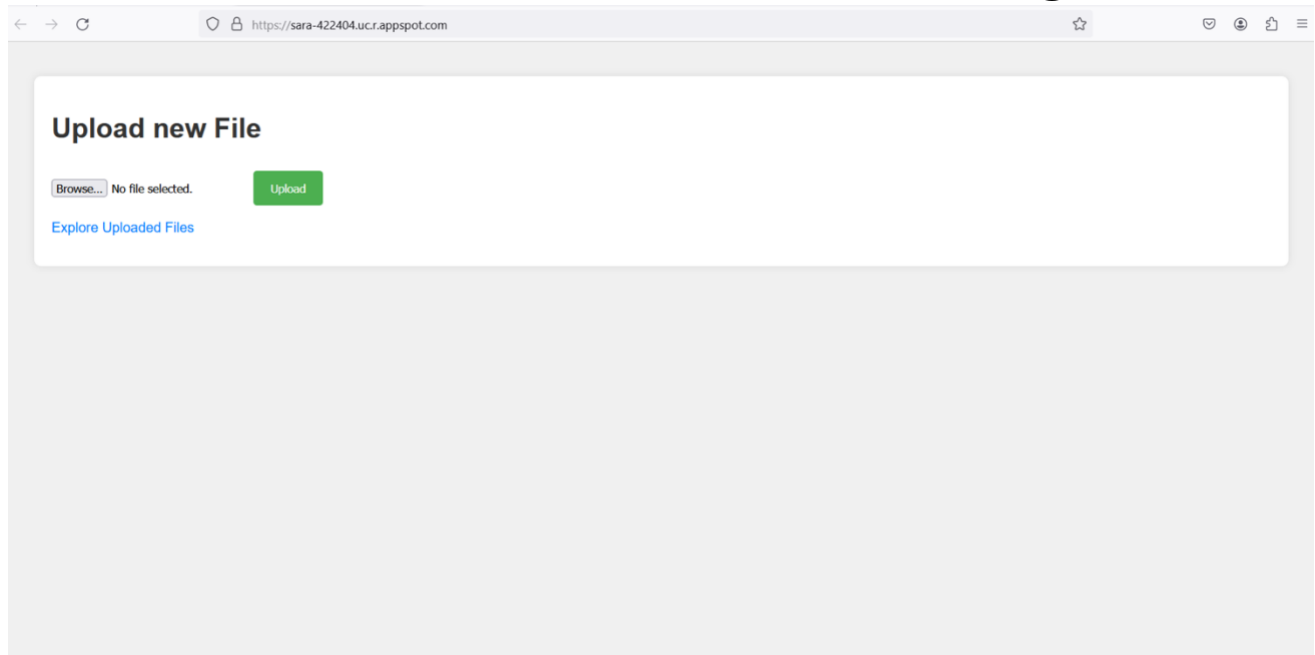 https://sara-422404.uc.r.appspot.com
Upload new File
Browse... No file selected. Upload
Explore Uploaded Files